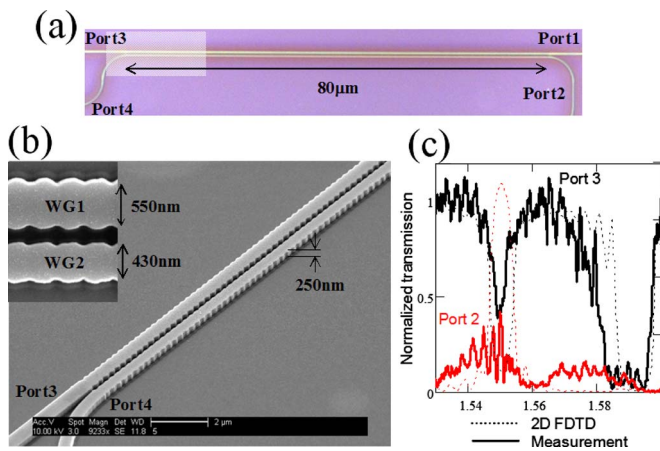 (a)
Port3
Port1
80μm
Port4
Port2
(b)
WG1
550nm
WG2
430nm
250nm
Port3
Port4
Acc.V Spot Magn Det WD
10.00 kV 3.0 9233x SE 11.8 5
2 μm
(c)
Normalized transmission
1
0.5
0
Port 3
Port 2
1.54
1.56
1.58
2D FDTD
Measurement